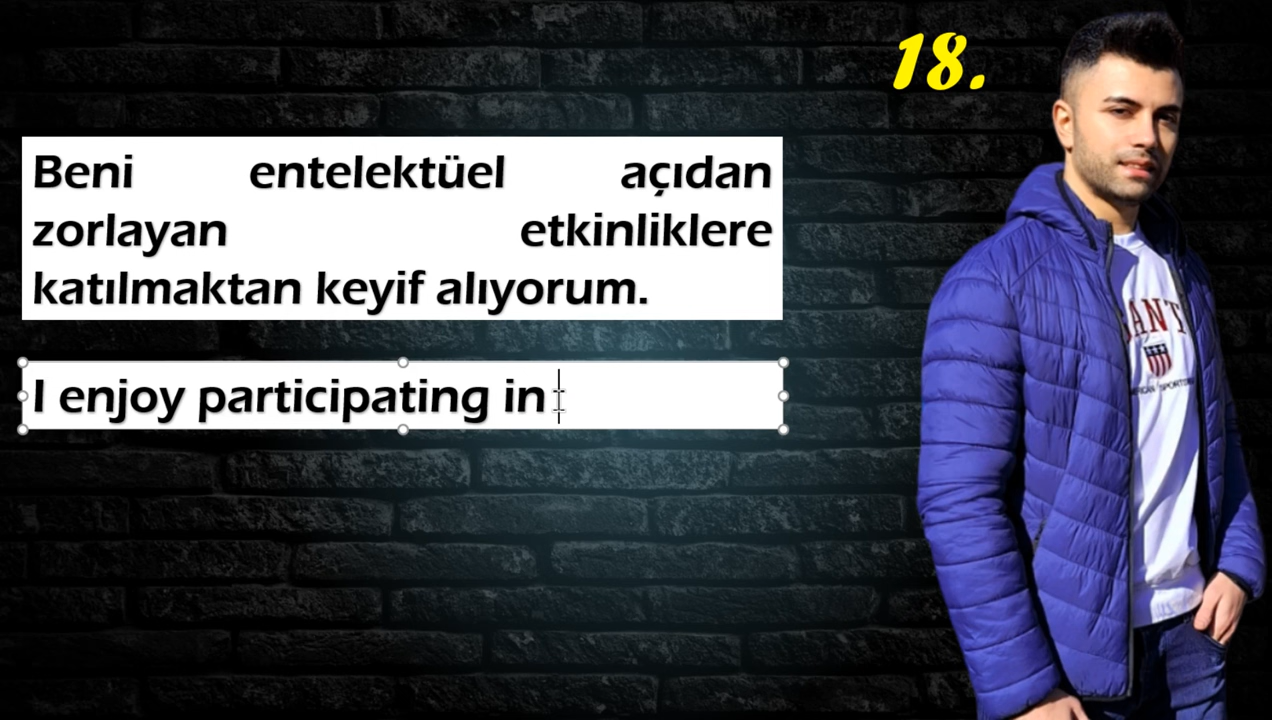 18.
Beni entelektüel açıdan
zorlayan etkinliklere
katılmaktan keyif alıyorum.
I enjoy participating in